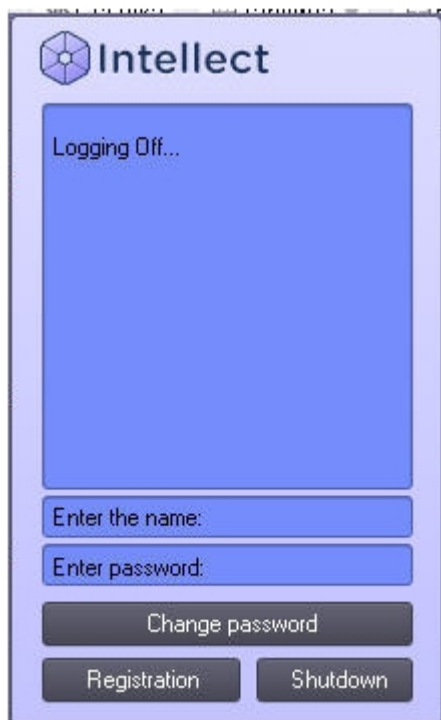 Intellect
Logging Off...
Enter the name:
Enter password:
Change password
Registration
Shutdown